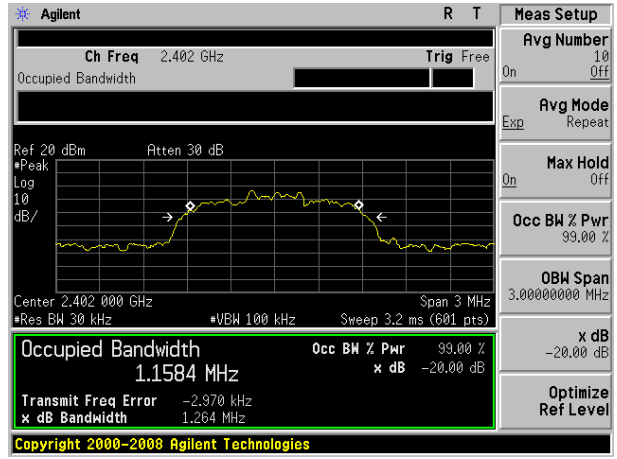 Agilent R T
Meas Setup
Ch Freq 2.402 GHz Trig Free
Occupied Bandwidth
Ref 20 dBm Atten 30 dB
#Peak
Log
10
dB/
Center 2.402 000 GHz Span 3 MHz
#Res BW 30 kHz #VBW 100 kHz Sweep 3.2 ms (601 pts)
Occupied Bandwidth
1.1584 MHz
Occ BW % Pwr 99.00 %
x dB -20.00 dB
Transmit Freq Error -2.970 kHz
x dB Bandwidth 1.264 MHz
Copyright 2000-2008 Agilent Technologies
Avg Number
10
On Off
Avg Mode
Exp Repeat
Max Hold
On Off
Occ BW % Pwr
99.00 %
OBW Span
3.00000000 MHz
x dB
-20.00 dB
Optimize
Ref Level